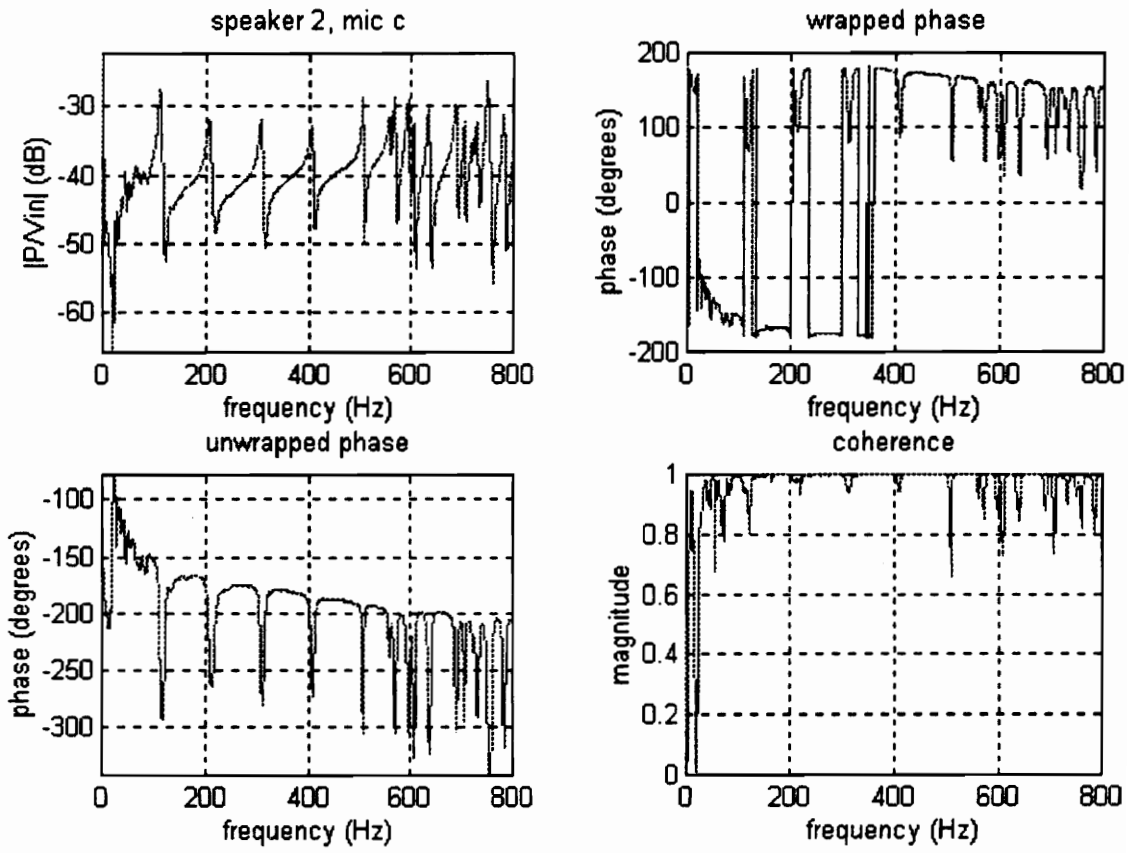 speaker 2, mic c
|P/Vin| (dB)
-30
-40
-50
-60
0 200 400 600 800
frequency (Hz)
wrapped phase
phase (degrees)
200
100
0
-100
-200
0 200 400 600 800
frequency (Hz)
unwrapped phase
phase (degrees)
-100
-150
-200
-250
-300
0 200 400 600 800
frequency (Hz)
coherence
magnitude
1
0.8
0.6
0.4
0.2
0
0 200 400 600 800
frequency (Hz)